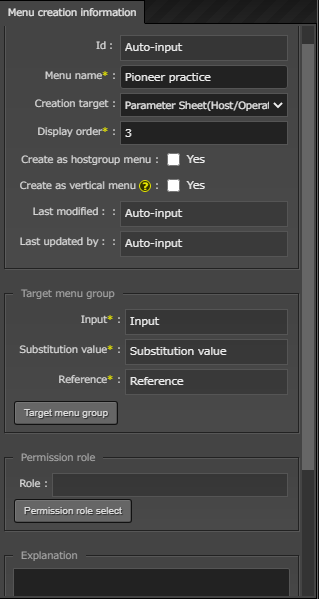 Menu creation information
Id : Auto-input
Menu name* : Pioneer practice
Creation target : Parameter Sheet(Host/Operat
Display order* : 3
Create as hostgroup menu : Yes
Create as vertical menu ? : Yes
Last modified : : Auto-input
Last updated by : : Auto-input
Target menu group
Input* : Input
Substitution value* : Substitution value
Reference* : Reference
Target menu group
Permission role
Role :
Permission role select
Explanation